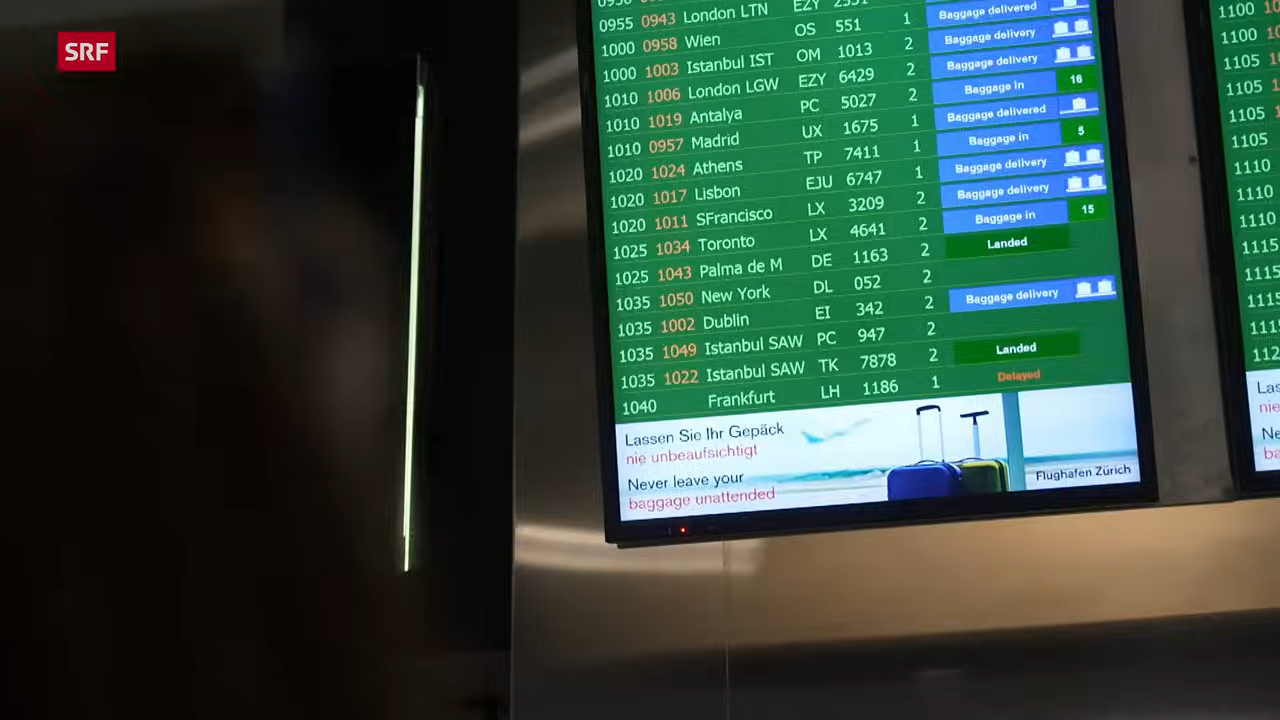 SRF
0955 0943 London LTN EZY
1000 0958 Wien OS 551 1 Baggage delivered
1000 1003 Istanbul IST OM 1013 2 Baggage delivery
1010 1006 London LGW EZY 6429 2 Baggage delivery
1010 1019 Antalya PC 5027 2 Baggage in 16
1010 0957 Madrid UX 1675 1 Baggage delivered
1020 1024 Athens TP 7411 1 Baggage in 5
1020 1017 Lisbon EJU 6747 1 Baggage delivery
1020 1011 SFrancisco LX 3209 2 Baggage delivery
1025 1034 Toronto LX 4641 2 Baggage in 15
1025 1043 Palma de M DE 1163 2 Landed
1035 1050 New York DL 052 2
1035 1002 Dublin EI 342 2 Baggage delivery
1035 1049 Istanbul SAW PC 947 2
1035 1022 Istanbul SAW TK 7878 2 Landed
1040 Frankfurt LH 1186 1 Delayed
Lassen Sie Ihr Gepäck
nie unbeaufsichtigt
Never leave your
baggage unattended
Flughafen Zürich
1100
1100
1105
1105
1105
1105
1110
1110
1110
1115
1115